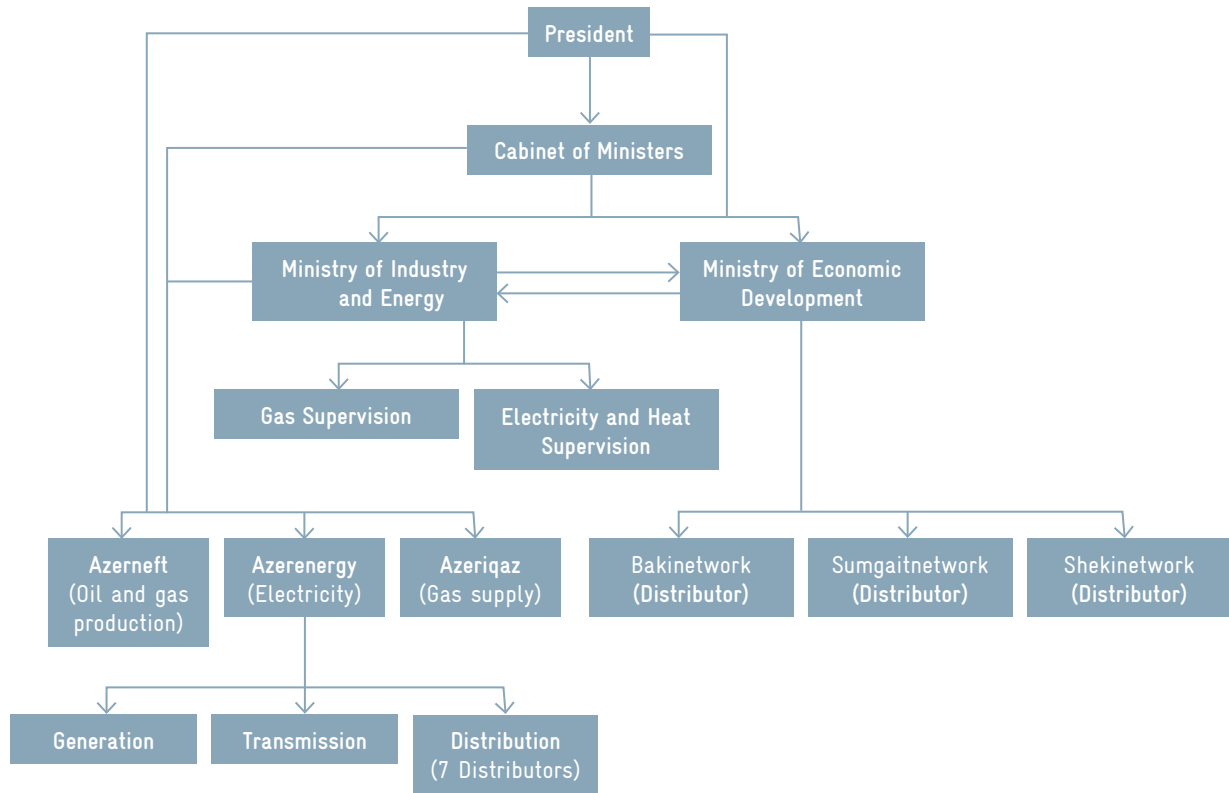 President
Cabinet of Ministers
Ministry of Industry
and Energy
Ministry of Economic
Development
Gas Supervision
Electricity and Heat
Supervision
Azerneft
(Oil and gas
production)
Azerenergy
(Electricity)
Azeriqaz
(Gas supply)
Bakinetwork
(Distributor)
Sumgaitnetwork
(Distributor)
Shekinetwork
(Distributor)
Generation
Transmission
Distribution
(7 Distributors)